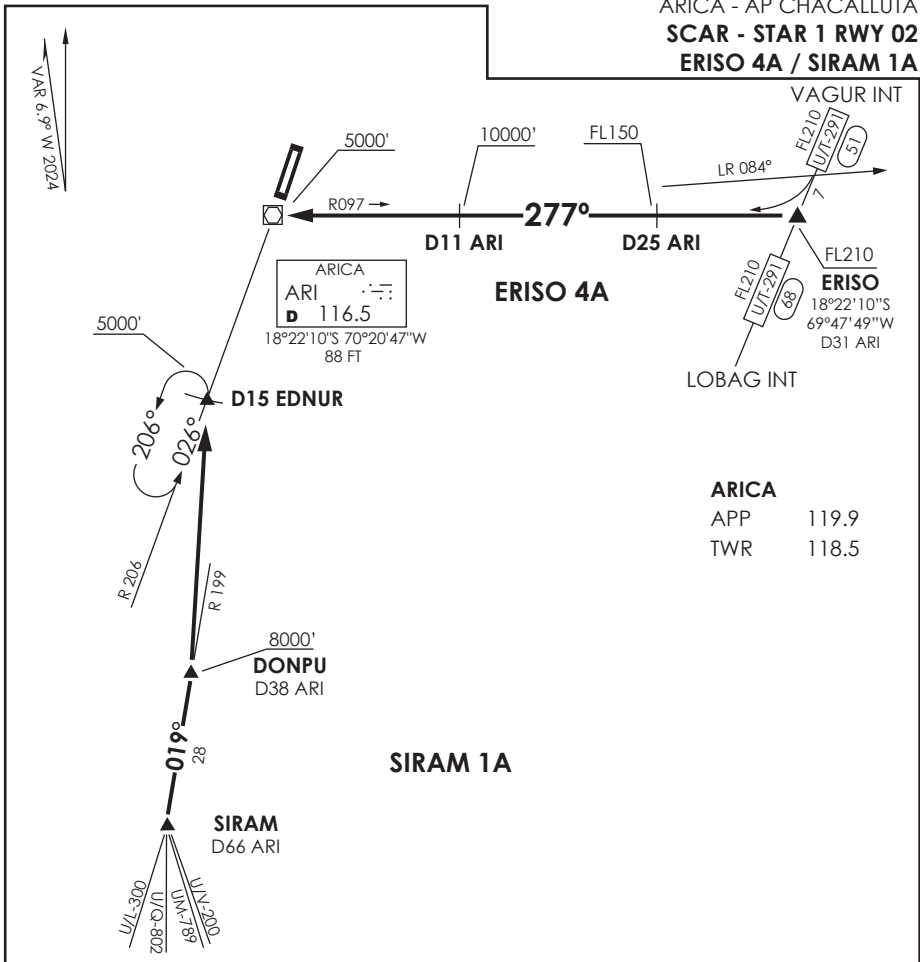 ARICA - AP CHACALLUTA
SCAR - STAR 1 RWY 02
ERISO 4A / SIRAM 1A
VAR 6.9° W 2024
VAGUR INT
FL210
U/T-291
51
5000'
10000'
FL150
LR 084°
7
R097
277°
D11 ARI
D25 ARI
FL210
ERISO
18°22'10"S
69°47'49"W
D31 ARI
ARICA
ARI
D 116.5
18°22'10"S 70°20'47"W
88 FT
ERISO 4A
FL210
U/T-291
68
LOBAG INT
5000'
D15 EDNUR
206°
026°
R 206
R 199
ARICA
APP 119.9
TWR 118.5
8000'
DONPU
D38 ARI
019°
28
SIRAM 1A
SIRAM
D66 ARI
U/L-300
U/Q-802
UM-789
U/V-200